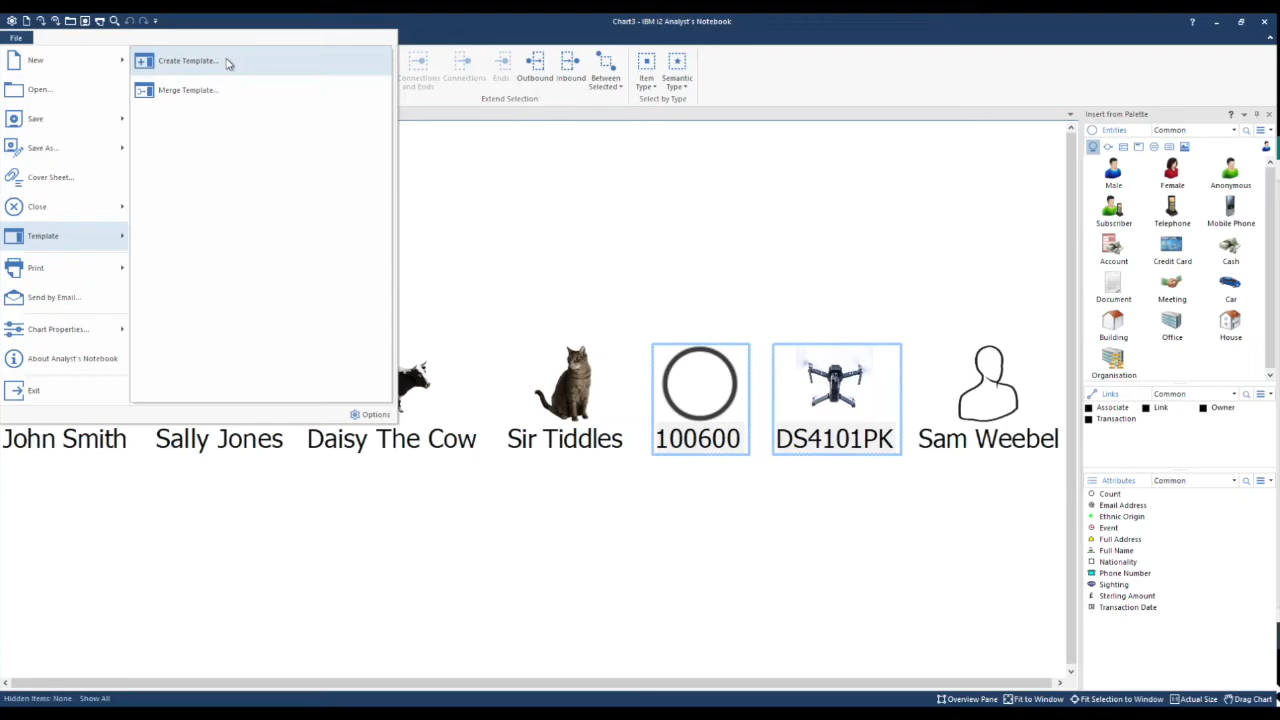 Chart3 - IBM i2 Analyst's Notebook
File
New
Open...
Save
Save As...
Cover Sheet...
Close
Template
Print
Send by Email...
Chart Properties...
About Analyst's Notebook
Exit
Create Template...
Merge Template...
Options
Connections and Ends
Connections
Ends
Outbound
Inbound
Between Selected
Extend Selection
Item Type
Semantic Type
Select by Type
John Smith
Sally Jones
Daisy The Cow
Sir Tiddles
100600
DS4101PK
Sam Weebel
Insert from Palette
Entities
Common
Male
Female
Anonymous
Subscriber
Telephone
Mobile Phone
Account
Credit Card
Cash
Document
Meeting
Car
Building
Office
House
Organisation
Links
Common
Associate
Link
Owner
Transaction
Attributes
Common
Count
Email Address
Ethnic Origin
Event
Full Address
Full Name
Nationality
Phone Number
Sighting
Sterling Amount
Transaction Date
Hidden Items: None
Show All
Overview Pane
Fit to Window
Fit Selection to Window
Actual Size
Drag Chart